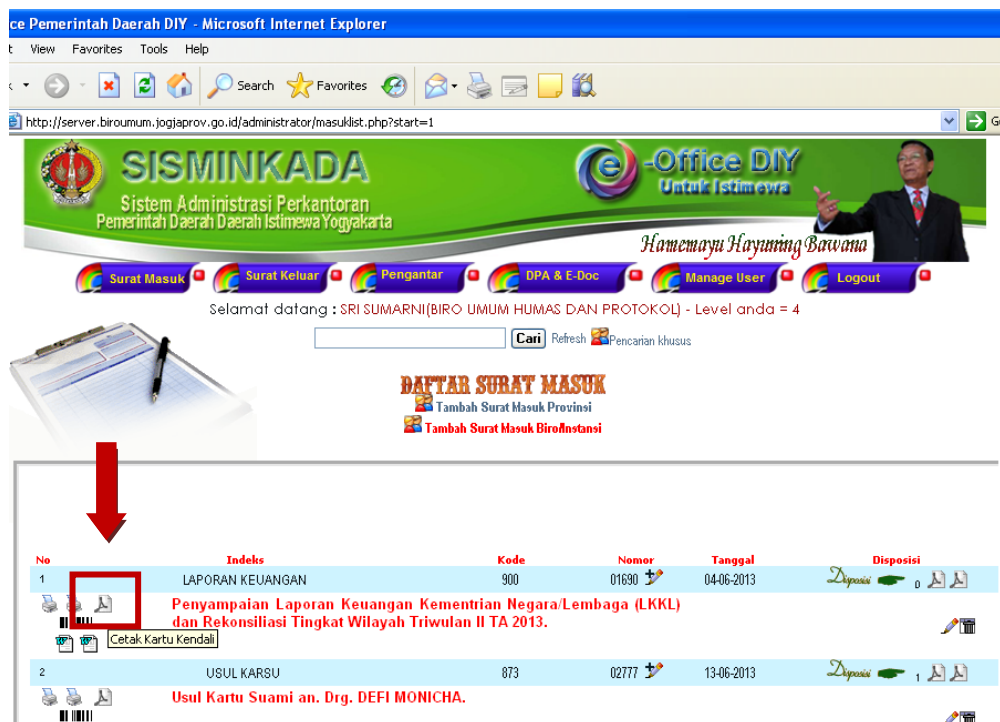 ce Pemerintah Daerah DIY - Microsoft Internet Explorer
t View Favorites Tools Help
Search Favorites
http://server.biroumum.jogjaprov.go.id/administrator/masuklist.php?start=1
SISMINKADA
Sistem Administrasi Perkantoran
Pemerintah Daerah Daerah Istimewa Yogyakarta
e -Office DIY
Untuk Istimewa
Hamemayu Hayuning Bawana
Surat Masuk Surat Keluar Pengantar DPA & E-Doc Manage User Logout
Selamat datang : SRI SUMARNI(BIRO UMUM HUMAS DAN PROTOKOL) - Level anda = 4
Cari Refresh Pencarian khusus
DAFTAR SURAT MASUK
Tambah Surat Masuk Provinsi
Tambah Surat Masuk Biro/Instansi
No Indeks Kode Nomor Tanggal Disposisi
1 LAPORAN KEUANGAN 900 01690 04-06-2013 Disposisi 0
Penyampaian Laporan Keuangan Kementrian Negara/Lembaga (LKKL)
dan Rekonsiliasi Tingkat Wilayah Triwulan II TA 2013.
Cetak Kartu Kendali
2 USUL KARSU 873 02777 13-06-2013 Disposisi 1
Usul Kartu Suami an. Drg. DEFI MONICHA.